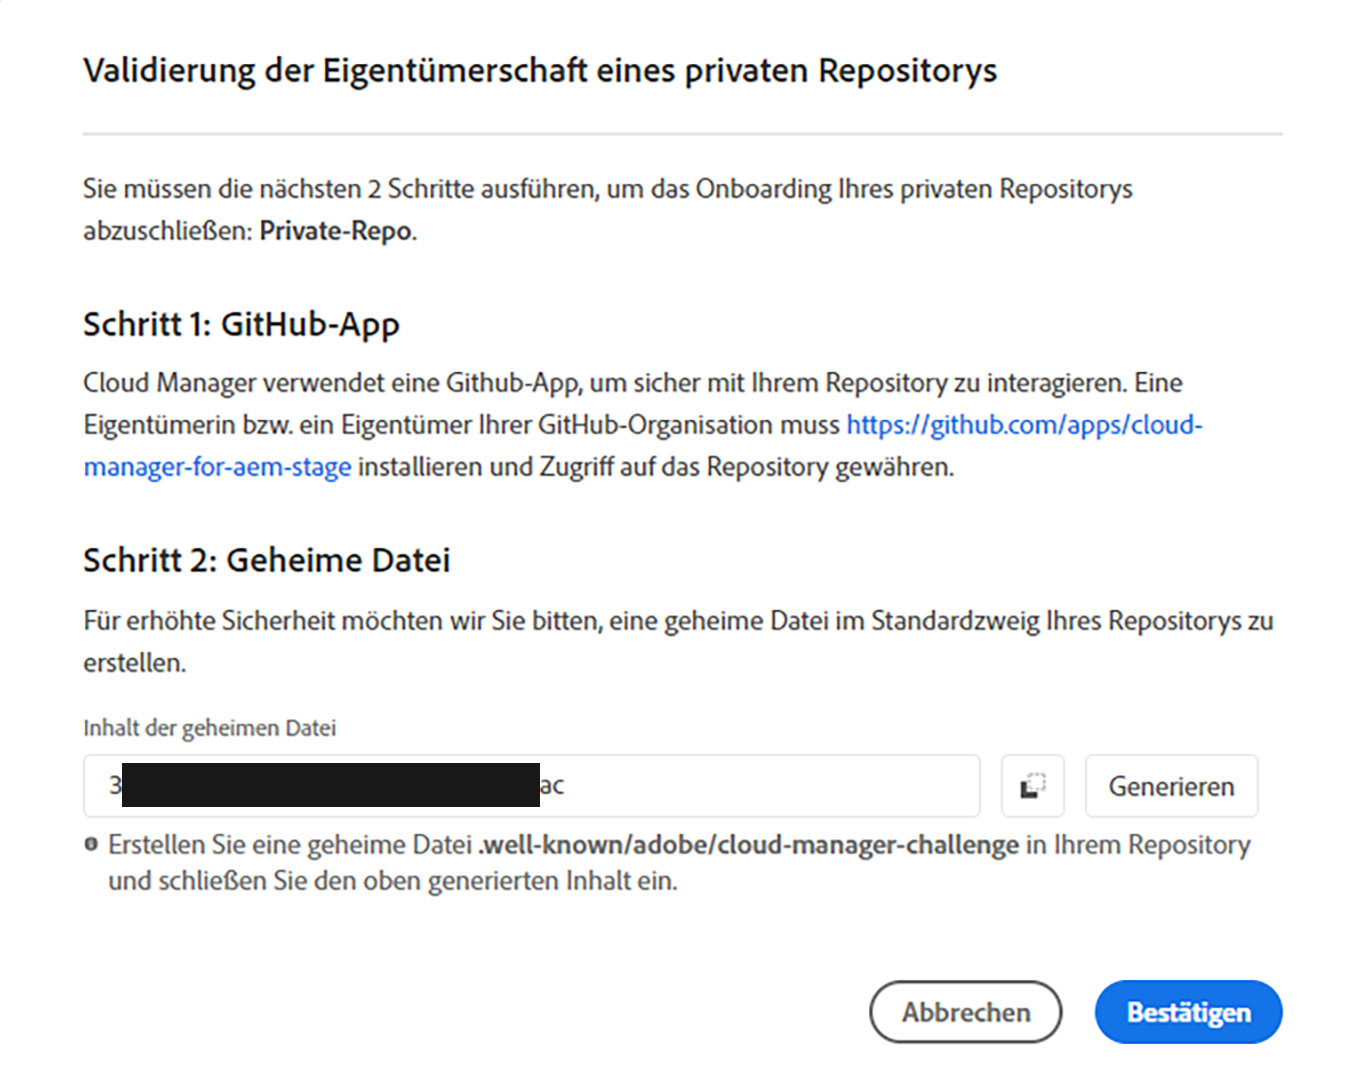 Validierung der Eigentümerschaft eines privaten Repositorys
Sie müssen die nächsten 2 Schritte ausführen, um das Onboarding Ihres privaten Repositorys
abzuschließen: Private-Repo.
Schritt 1: GitHub-App
Cloud Manager verwendet eine Github-App, um sicher mit Ihrem Repository zu interagieren. Eine
Eigentümerin bzw. ein Eigentümer Ihrer GitHub-Organisation muss https://github.com/apps/cloud-
manager-for-aem-stage installieren und Zugriff auf das Repository gewähren.
Schritt 2: Geheime Datei
Für erhöhte Sicherheit möchten wir Sie bitten, eine geheime Datei im Standardzweig Ihres Repositorys zu
erstellen.
Inhalt der geheimen Datei
3 ac
Generieren
Erstellen Sie eine geheime Datei .well-known/adobe/cloud-manager-challenge in Ihrem Repository
und schließen Sie den oben generierten Inhalt ein.
Abbrechen
Bestätigen